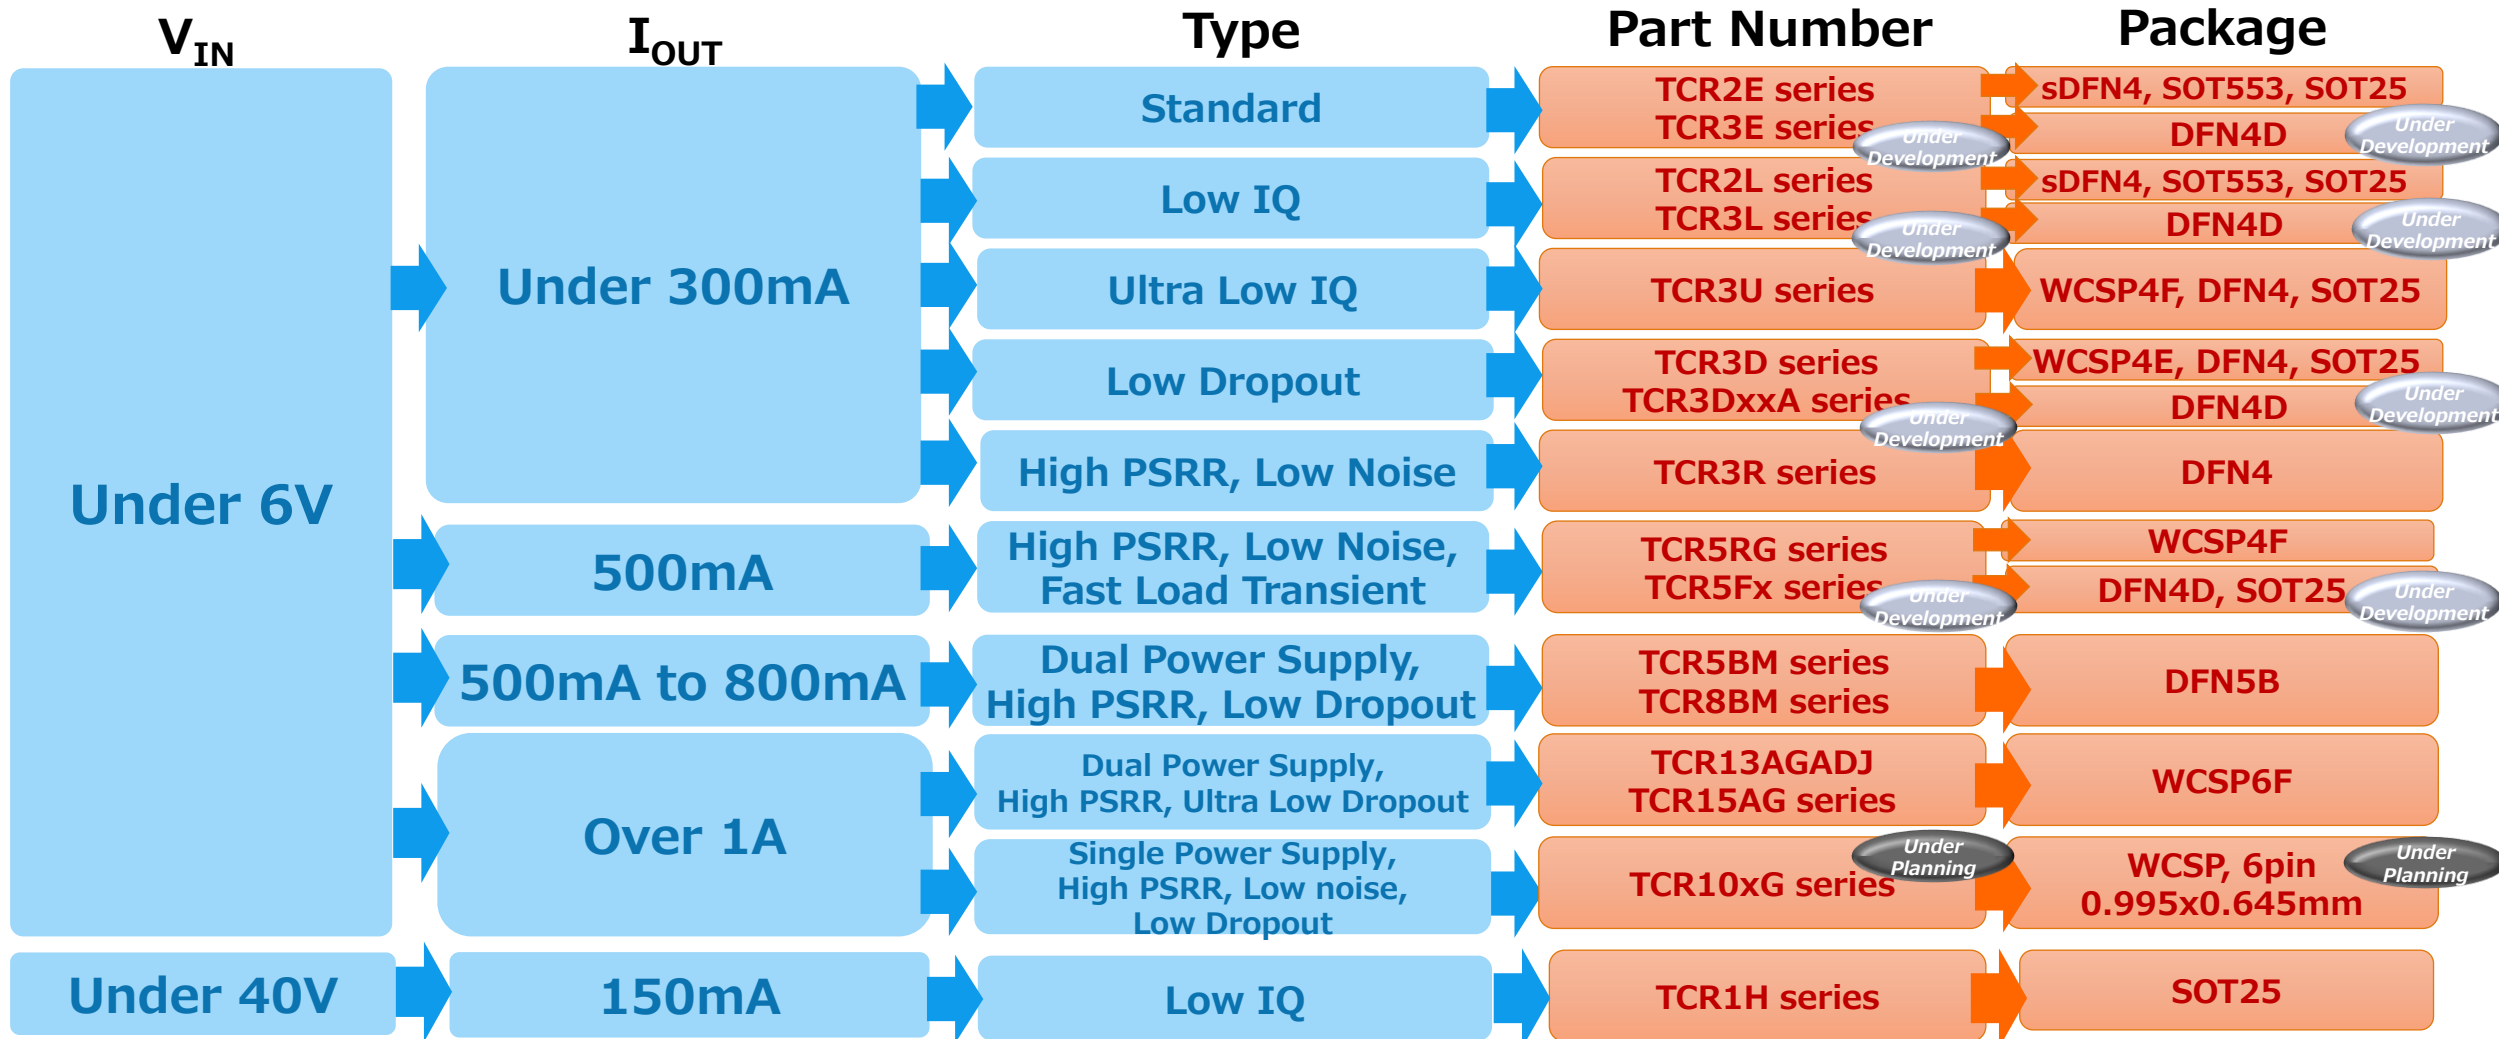 VIN IOUT Type Part Number Package
Under 6V
Under 300mA
Standard
TCR2E series
TCR3E series
Under
Development
sDFN4, SOT553, SOT25
DFN4D
Under
Development
Low IQ
TCR2L series
TCR3L series
Under
Development
sDFN4, SOT553, SOT25
DFN4D
Under
Development
Ultra Low IQ
TCR3U series
WCSP4F, DFN4, SOT25
Low Dropout
TCR3D series
TCR3DxxA series
Under
Development
WCSP4E, DFN4, SOT25
DFN4D
Under
Development
High PSRR, Low Noise
TCR3R series
DFN4
500mA
High PSRR, Low Noise,
Fast Load Transient
TCR5RG series
TCR5Fx series
Under
Development
WCSP4F
DFN4D, SOT25
Under
Development
500mA to 800mA
Dual Power Supply,
High PSRR, Low Dropout
TCR5BM series
TCR8BM series
DFN5B
Over 1A
Dual Power Supply,
High PSRR, Ultra Low Dropout
TCR13AGADJ
TCR15AG series
WCSP6F
Single Power Supply,
High PSRR, Low noise,
Low Dropout
TCR10xG series
Under
Planning
WCSP, 6pin
0.995x0.645mm
Under
Planning
Under 40V
150mA
Low IQ
TCR1H series
SOT25